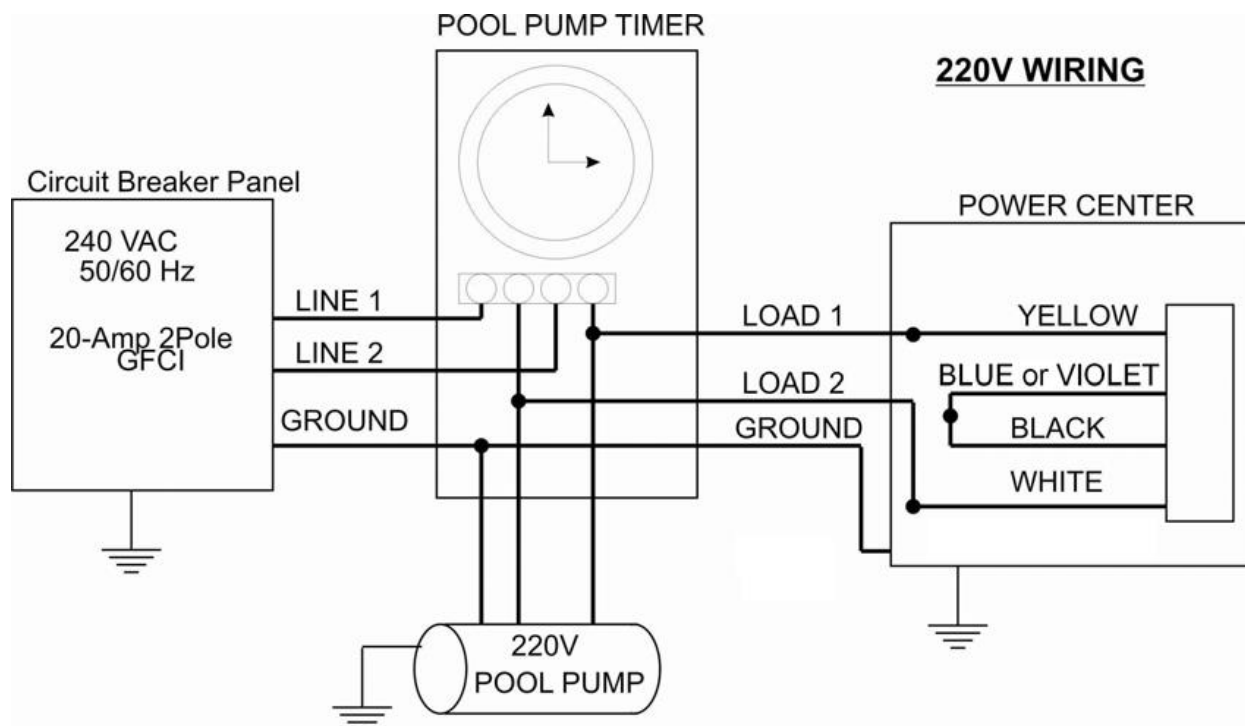 POOL PUMP TIMER
220V WIRING
Circuit Breaker Panel
240 VAC
50/60 Hz
20-Amp 2Pole
GFCI
LINE 1
LINE 2
GROUND
POWER CENTER
LOAD 1
YELLOW
BLUE or VIOLET
LOAD 2
GROUND
BLACK
WHITE
220V
POOL PUMP